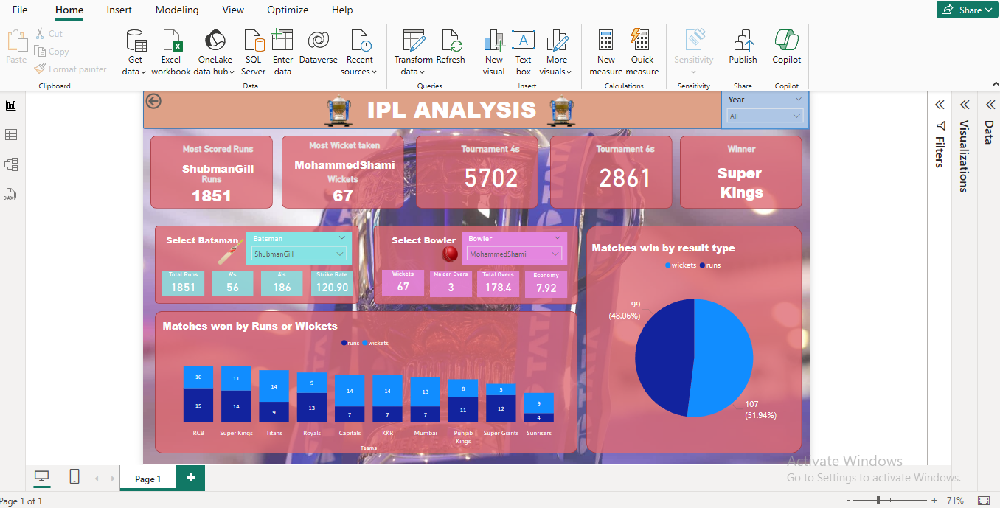 File Home Insert Modeling View Optimize Help
Share
Paste
Cut
Copy
Format painter
Clipboard
Get data
Excel workbook
OneLake data hub
SQL Server
Enter data
Dataverse
Recent sources
Data
Transform data
Refresh
Queries
New visual
Text box
More visuals
Insert
New measure
Quick measure
Calculations
Sensitivity
Sensitivity
Publish
Share
Copilot
Copilot
IPL ANALYSIS
Year
All
Most Scored Runs
ShubmanGill
Runs
1851
Most Wicket taken
MohammedShami
Wickets
67
Tournament 4s
5702
Tournament 6s
2861
Winner
Super
Kings
Select Batsman
Batsman
ShubmanGill
Total Runs
1851
6's
56
4's
186
Strike Rate
120.90
Select Bowler
Bowler
MohammedShami
Wickets
67
Maiden Overs
3
Total Overs
178.4
Economy
7.92
Matches won by Runs or Wickets
runs wickets
10 11 14 9 14 14 13 8 5 9
15 14 9 13 7 7 7 11 12 4
RCB Super Kings Titans Royals Capitals KKR Mumbai Punjab Kings Super Giants Sunrisers
Teams
Matches win by result type
wickets runs
99
(48.06%)
107
(51.94%)
TATA
Filters
Visualizations
Data
Activate Windows
Go to Settings to activate Windows.
Page 1
+
Page 1 of 1
- + 71%